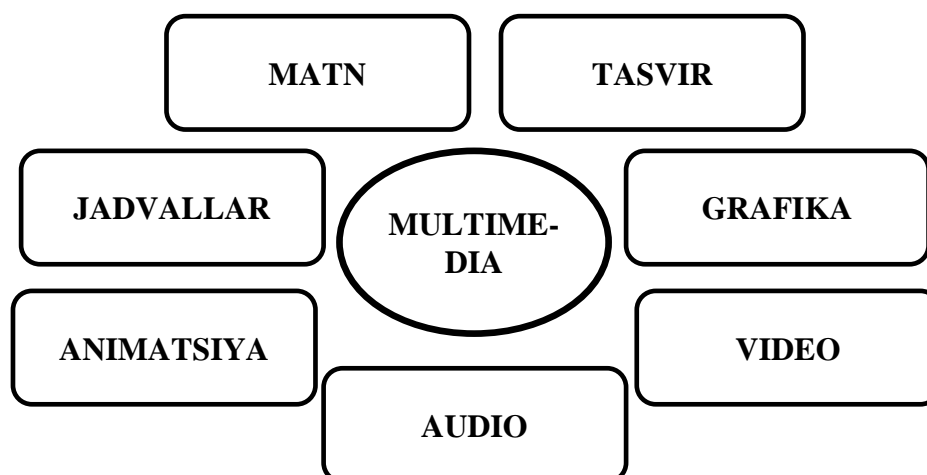 MATN
TASVIR
JADVALLAR
MULTIME-
DIA
GRAFIKA
ANIMATSIYA
VIDEO
AUDIO